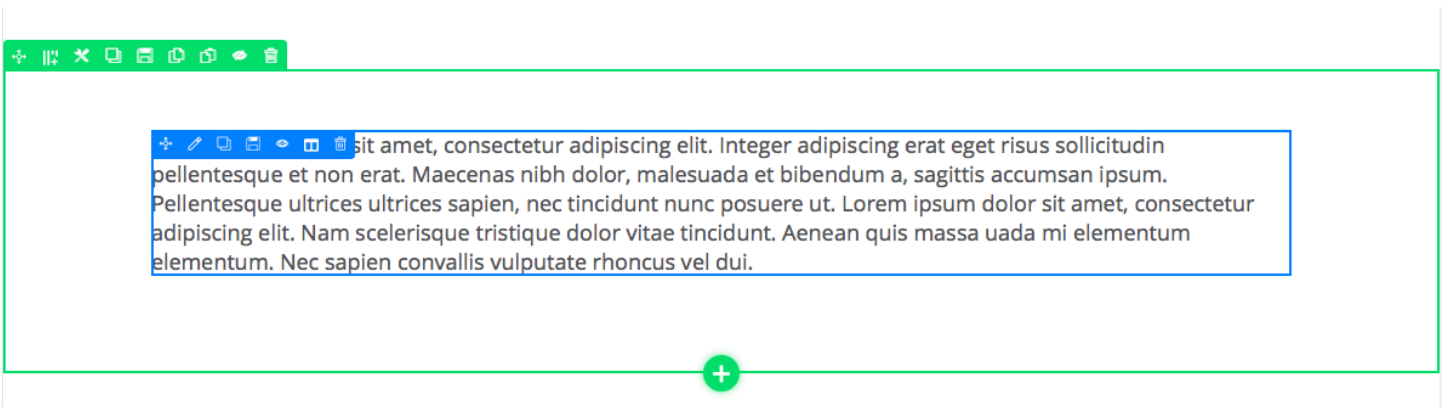 sit amet, consectetur adipiscing elit. Integer adipiscing erat eget risus sollicitudin
pellentesque et non erat. Maecenas nibh dolor, malesuada et bibendum a, sagittis accumsan ipsum.
Pellentesque ultrices ultrices sapien, nec tincidunt nunc posuere ut. Lorem ipsum dolor sit amet, consectetur
adipiscing elit. Nam scelerisque tristique dolor vitae tincidunt. Aenean quis massa uada mi elementum
elementum. Nec sapien convallis vulputate rhoncus vel dui.